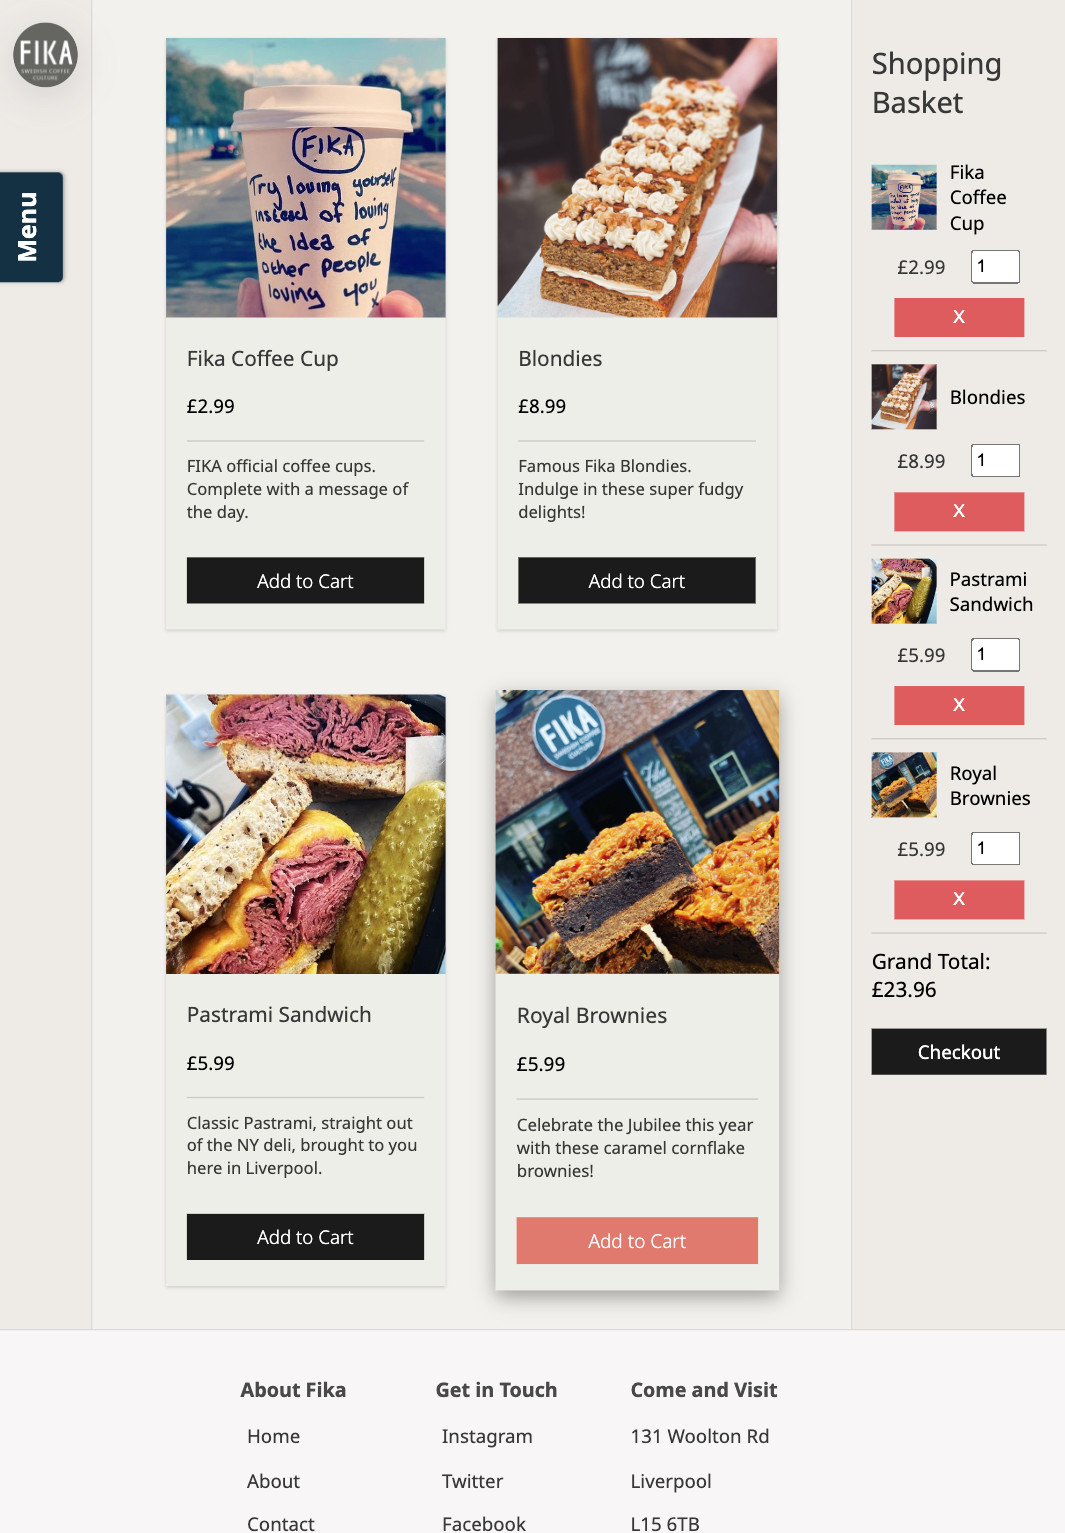 FIKA
SWEDISH COFFEE
CULTURE
Menu
FIKA
Try loving yourself
instead of loving
the idea of
other people
loving you
x
Fika Coffee Cup
£2.99
FIKA official coffee cups.
Complete with a message of
the day.
Add to Cart
Blondies
£8.99
Famous Fika Blondies.
Indulge in these super fudgy
delights!
Add to Cart
Pastrami Sandwich
£5.99
Classic Pastrami, straight out
of the NY deli, brought to you
here in Liverpool.
Add to Cart
FIKA
SWEDISH COFFEE
CULTURE
Royal Brownies
£5.99
Celebrate the Jubilee this year
with these caramel cornflake
brownies!
Add to Cart
Shopping
Basket
Fika
Coffee
Cup
£2.99 1
X
Blondies
£8.99 1
X
Pastrami
Sandwich
£5.99 1
X
Royal
Brownies
£5.99 1
X
Grand Total:
£23.96
Checkout
About Fika
Home
About
Contact
Get in Touch
Instagram
Twitter
Facebook
Come and Visit
131 Woolton Rd
Liverpool
L15 6TB